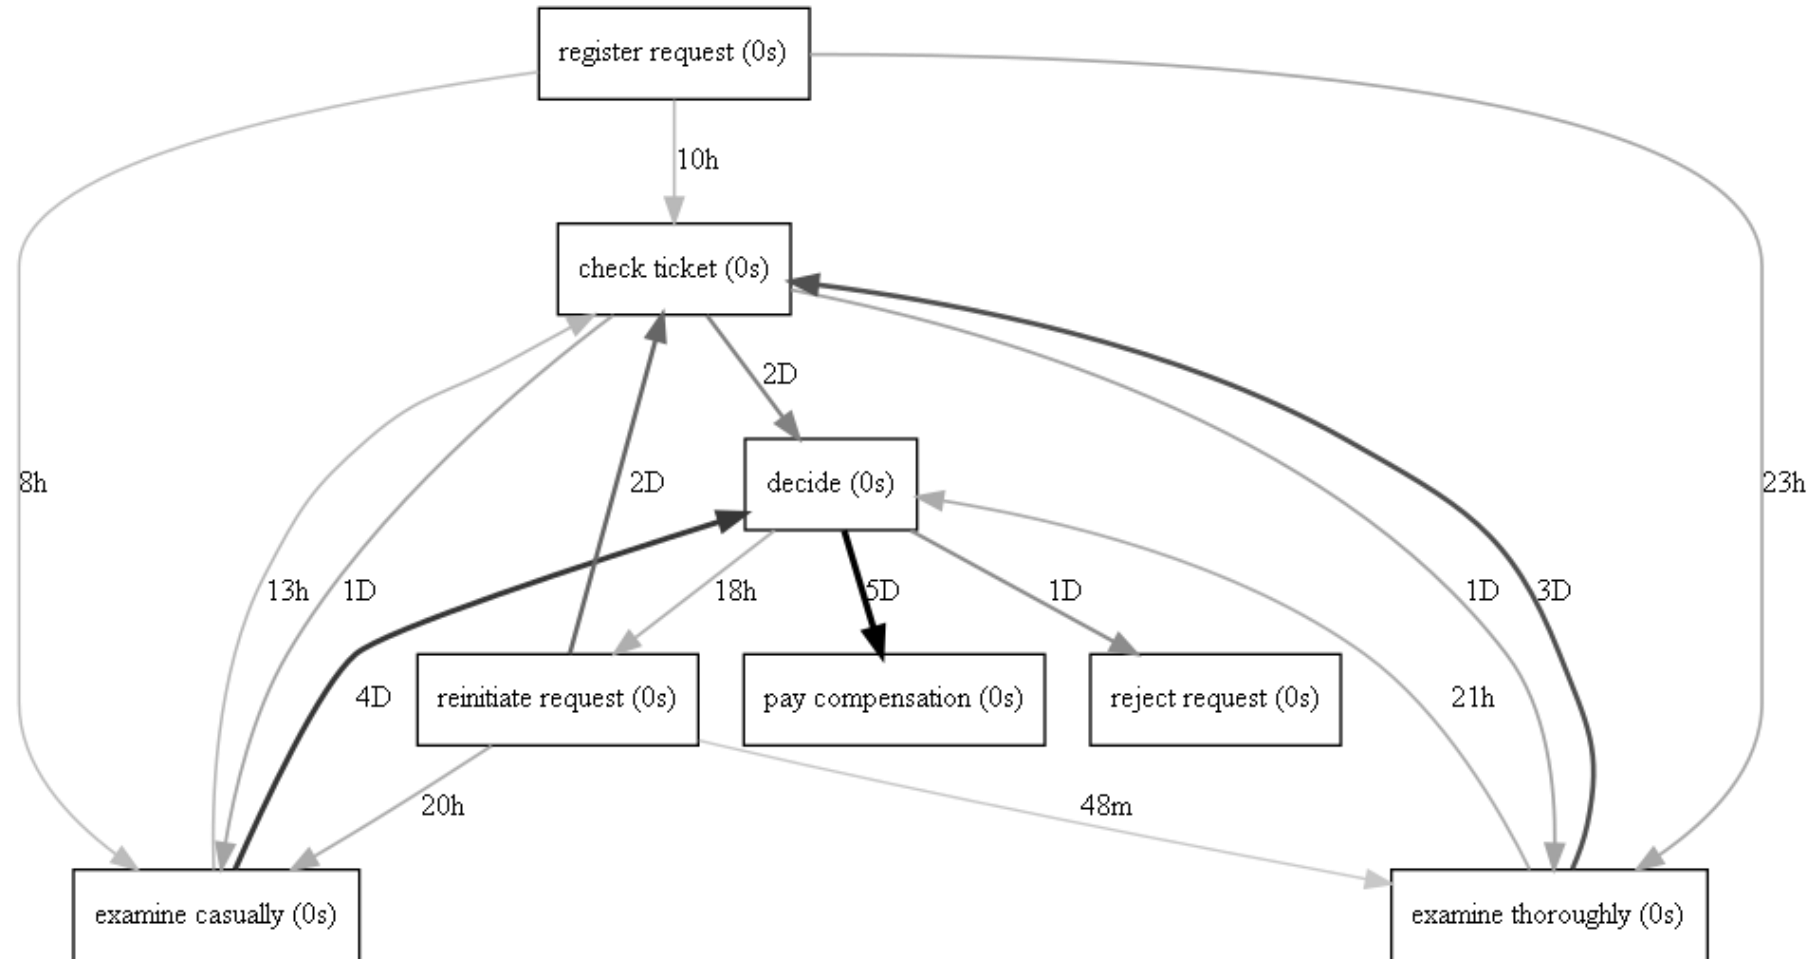 register request (0s)
10h
check ticket (0s)
2D
8h
2D
decide (0s)
23h
13h
1D
18h
5D
1D
1D
3D
4D
reinitiate request (0s)
pay compensation (0s)
reject request (0s)
21h
20h
48m
examine casually (0s)
examine thoroughly (0s)